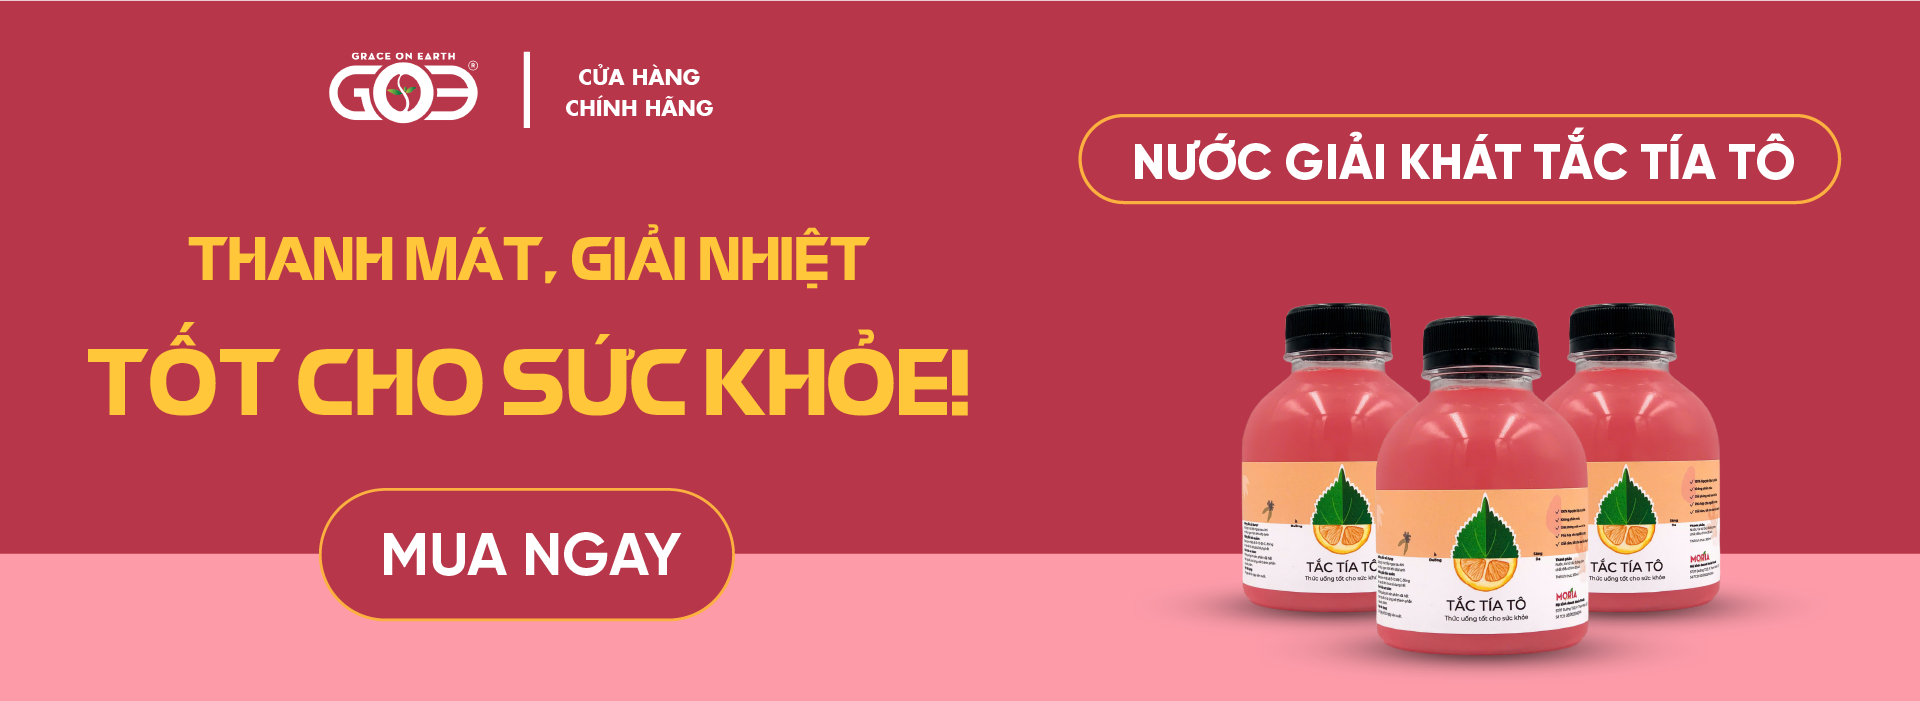 GRACE ON EARTH
GOE®
CỬA HÀNG
CHÍNH HÃNG
NƯỚC GIẢI KHÁT TẮC TÍA TÔ
THANH MÁT, GIẢI NHIỆT
TỐT CHO SỨC KHỎE!
MUA NGAY
TẮC TÍA TÔ
Thức uống tốt cho sức khỏe
MORIA
TẮC TÍA TÔ
Thức uống tốt cho sức
TẮC TÍA TÔ
Thức uống tốt cho sức khỏe
MORIA